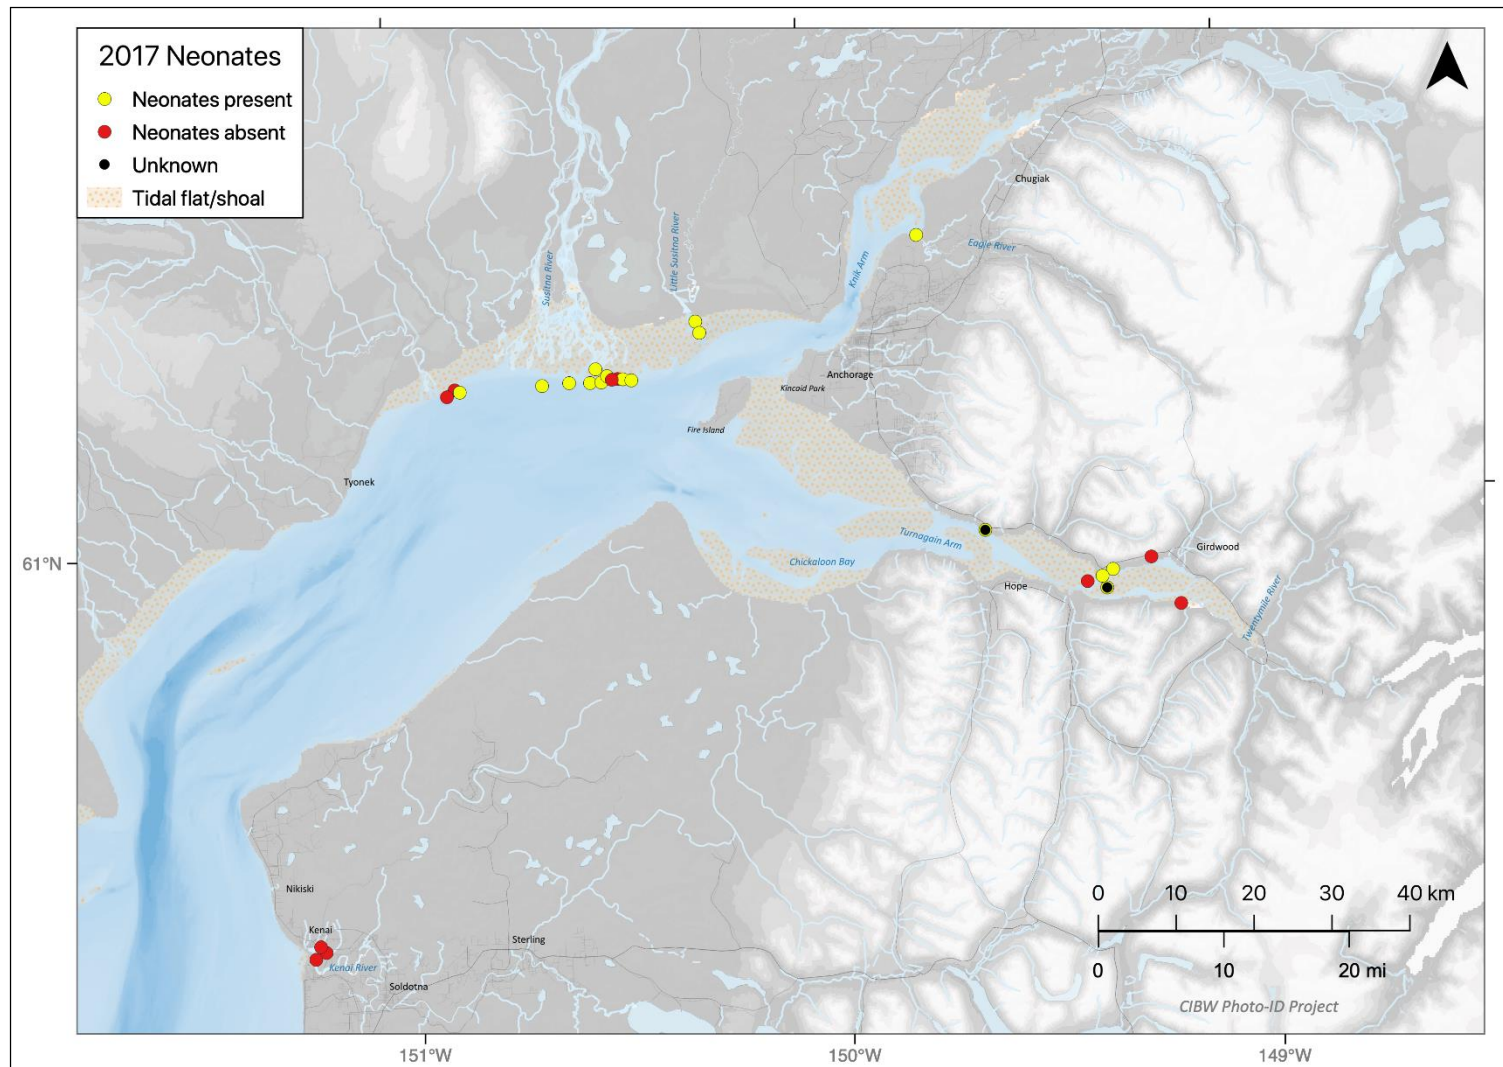 2017 Neonates
Neonates present
Neonates absent
Unknown
Tidal flat/shoal
Chugiak
Eagle River
Knik Arm
Little Susitna River
Susitna River
Anchorage
Kincaid Park
Fire Island
Tyonek
Turnagain Arm
Girdwood
Chickaloon Bay
61°N
Hope
Twentymile River
Nikiski
Kenai
Sterling
Kenai River
Soldotna
0 10 20 30 40 km
0 10 20 mi
CIBW Photo-ID Project
151°W 150°W 149°W